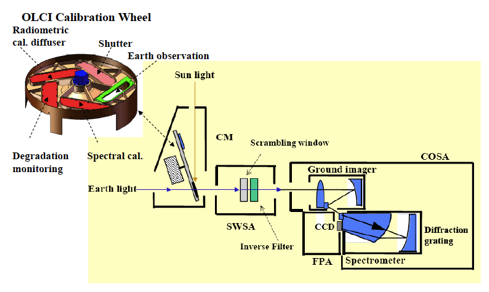 OLCI Calibration Wheel
Radiometric
cal. diffuser
Shutter
Earth observation
Sun light
Degradation
monitoring
Spectral cal.
CM
Scrambling window
COSA
Ground imager
Earth light
SWSA
Inverse Filter
CCD
FPA
Spectrometer
Diffraction
grating